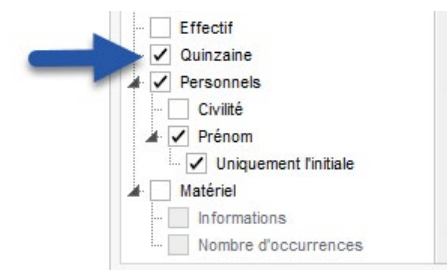 Effectif
Quinzaine
Personnels
Civilité
Prénom
Uniquement l'initiale
Matériel
Informations
Nombre d'occurrences